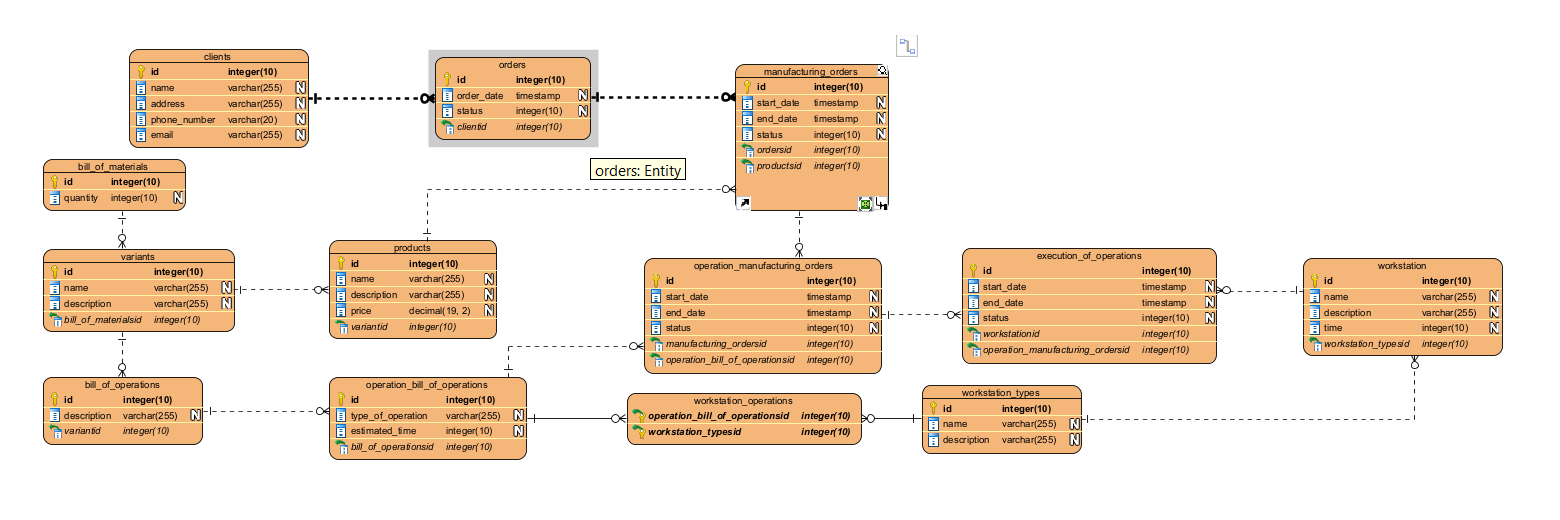 clients
id integer(10)
name varchar(255) N
address varchar(255) N
phone_number varchar(20) N
email varchar(255) N
orders
id integer(10)
order_date timestamp N
status integer(10) N
clientid integer(10)
manufacturing_orders
id integer(10)
start_date timestamp N
end_date timestamp N
status integer(10) N
ordersid integer(10)
productsid integer(10)
orders: Entity
bill_of_materials
id integer(10)
quantity integer(10) N
variants
id integer(10)
name varchar(255) N
description varchar(255) N
bill_of_materialsid integer(10)
products
id integer(10)
name varchar(255) N
description varchar(255) N
price decimal(19, 2) N
variantid integer(10)
operation_manufacturing_orders
id integer(10)
start_date timestamp N
end_date timestamp N
status integer(10) N
manufacturing_ordersid integer(10)
operation_bill_of_operationsid integer(10)
execution_of_operations
id integer(10)
start_date timestamp N
end_date timestamp N
status integer(10) N
workstationid integer(10)
operation_manufacturing_ordersid integer(10)
workstation
id integer(10)
name varchar(255) N
description varchar(255) N
time integer(10) N
workstation_typesid integer(10)
bill_of_operations
id integer(10)
description varchar(255) N
variantid integer(10)
operation_bill_of_operations
id integer(10)
type_of_operation varchar(255) N
estimated_time integer(10) N
bill_of_operationsid integer(10)
workstation_operations
operation_bill_of_operationsid integer(10)
workstation_typesid integer(10)
workstation_types
id integer(10)
name varchar(255) N
description varchar(255) N